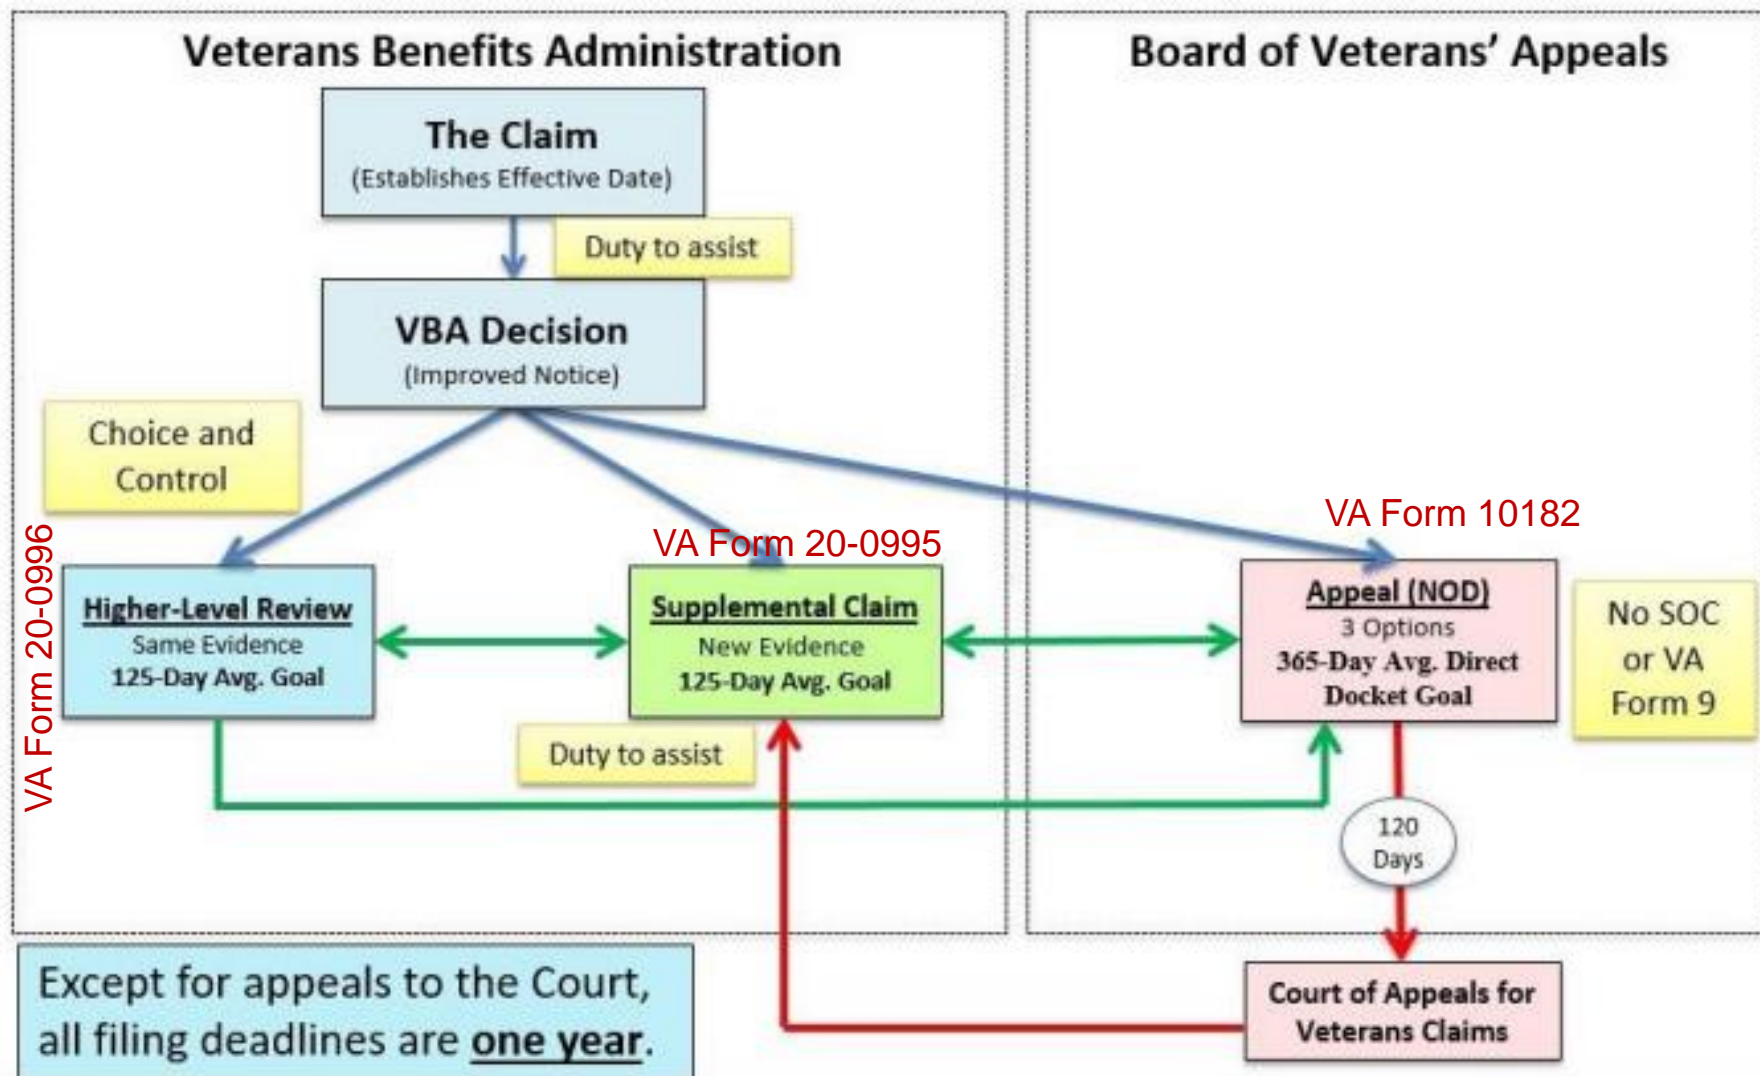 Veterans Benefits Administration
Board of Veterans’ Appeals
The Claim
(Establishes Effective Date)
Duty to assist
VBA Decision
(Improved Notice)
Choice and
Control
VA Form 20-0996
VA Form 20-0995
VA Form 10182
Higher-Level Review
Same Evidence
125-Day Avg. Goal
Supplemental Claim
New Evidence
125-Day Avg. Goal
Appeal (NOD)
3 Options
365-Day Avg. Direct
Docket Goal
No SOC
or VA
Form 9
Duty to assist
120
Days
Except for appeals to the Court,
all filing deadlines are one year.
Court of Appeals for
Veterans Claims